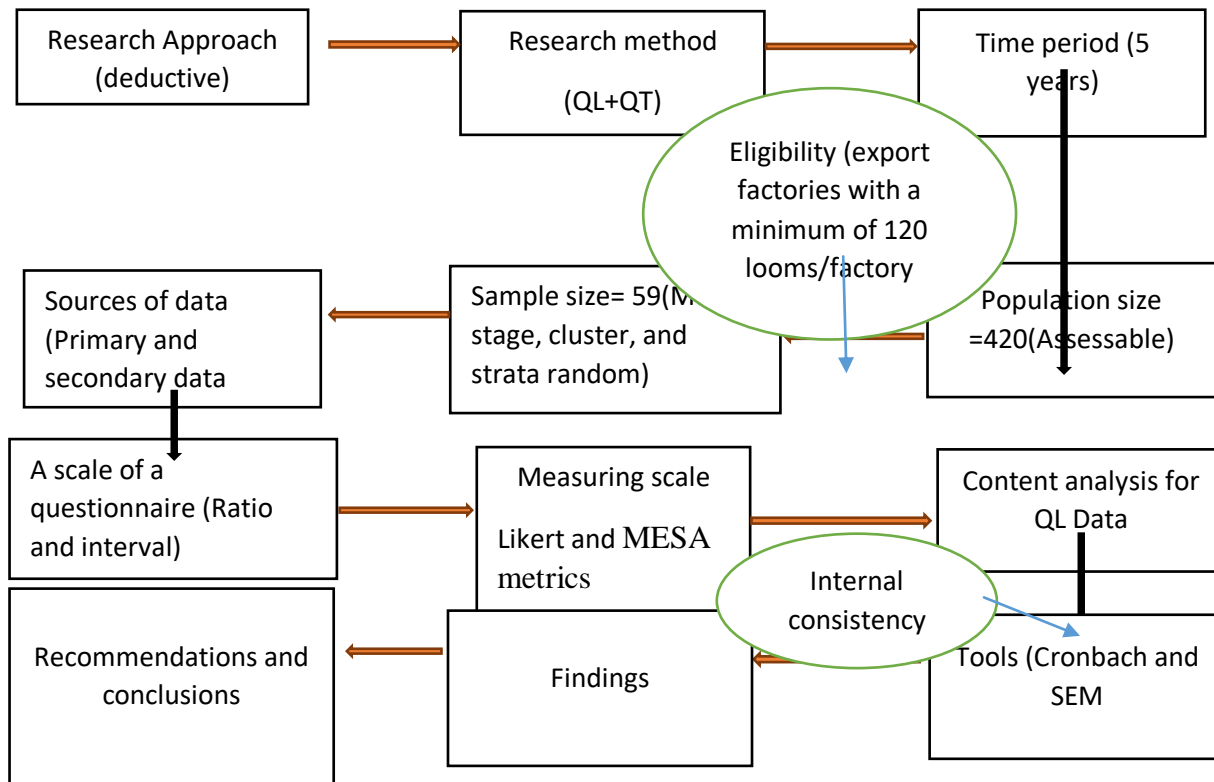 Research Approach
(deductive)
Research method
(QL+QT)
Time period (5
years)
Eligibility (export
factories with a
minimum of 120
looms/factory
Sources of data
(Primary and
secondary data
Sample size= 59(M
stage, cluster, and
strata random)
Population size
=420(Assessable)
A scale of a
questionnaire (Ratio
and interval)
Measuring scale
Likert and MESA
metrics
Content analysis for
QL Data
Internal
consistency
Recommendations and
conclusions
Findings
Tools (Cronbach and
SEM